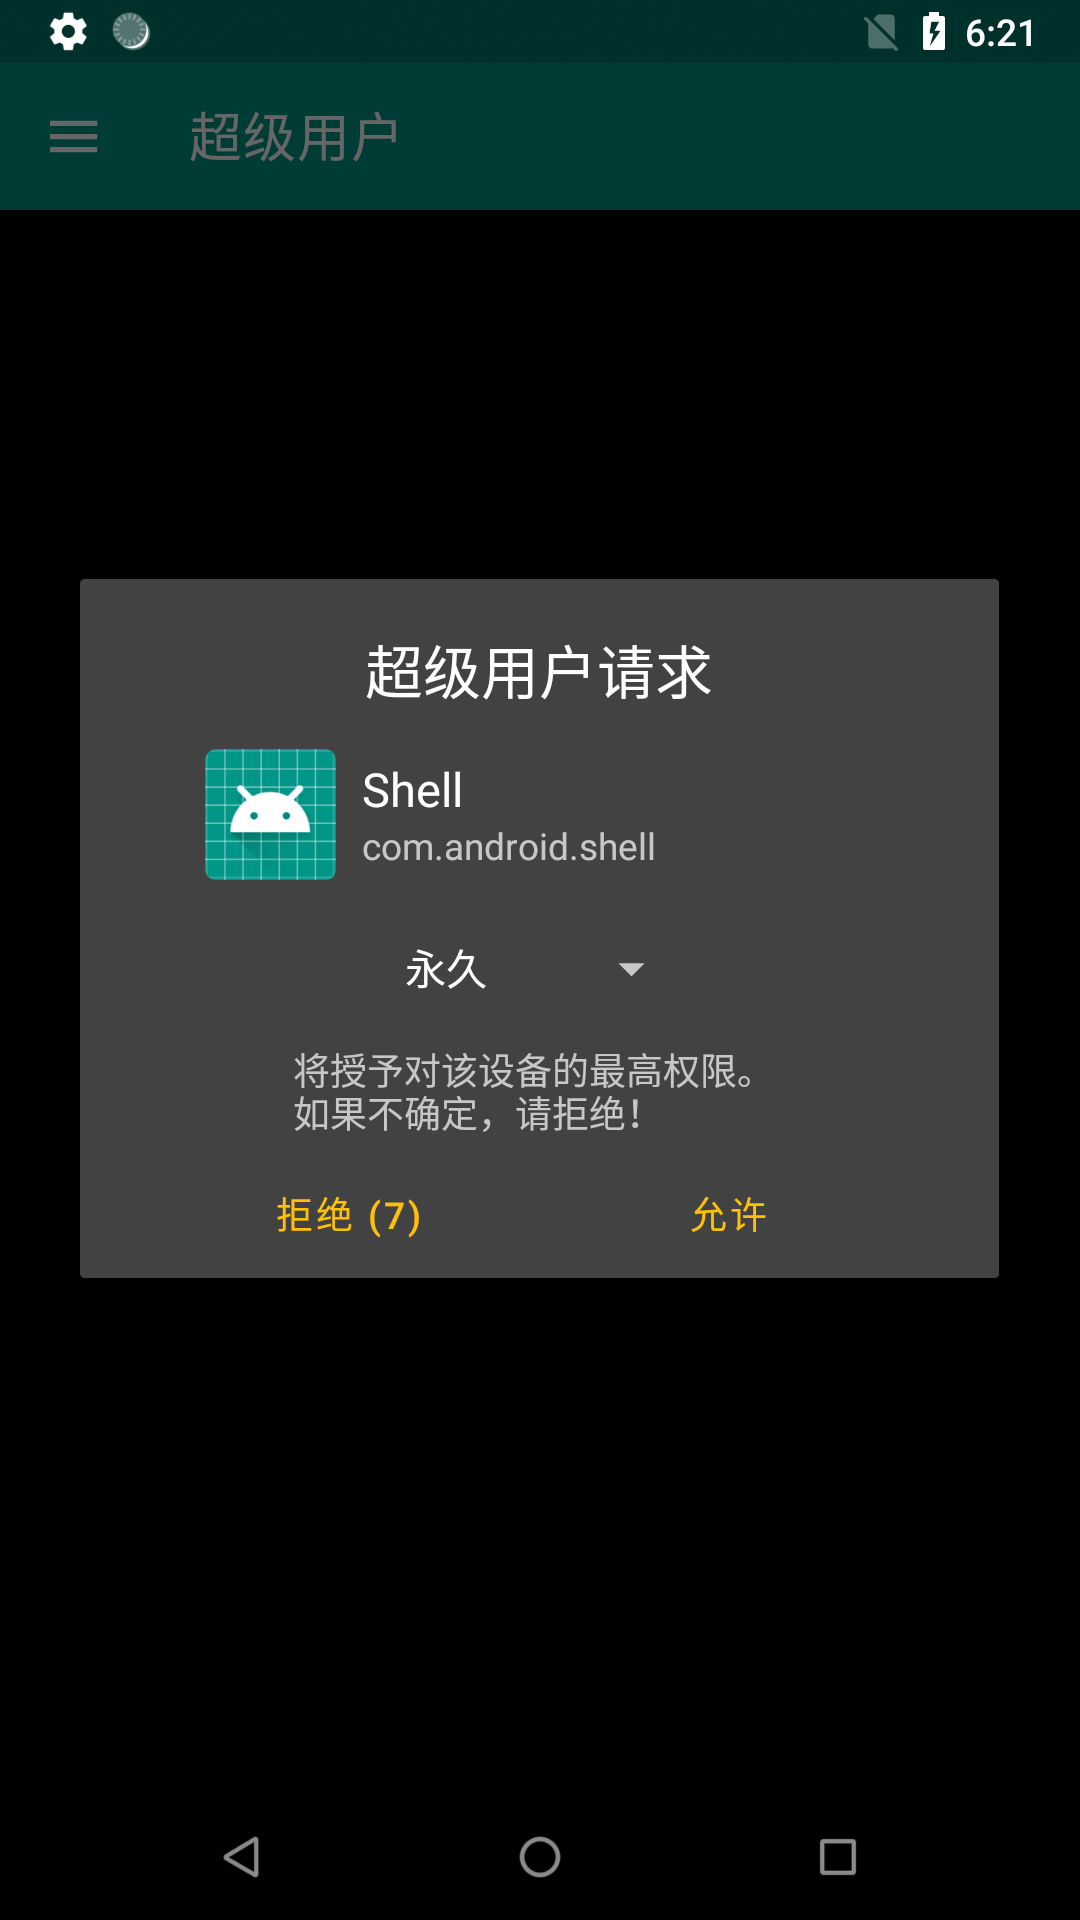 6:21
超级用户
超级用户请求
Shell
com.android.shell
永久
将授予对该设备的最高权限。
如果不确定，请拒绝！
拒绝 (7)
允许